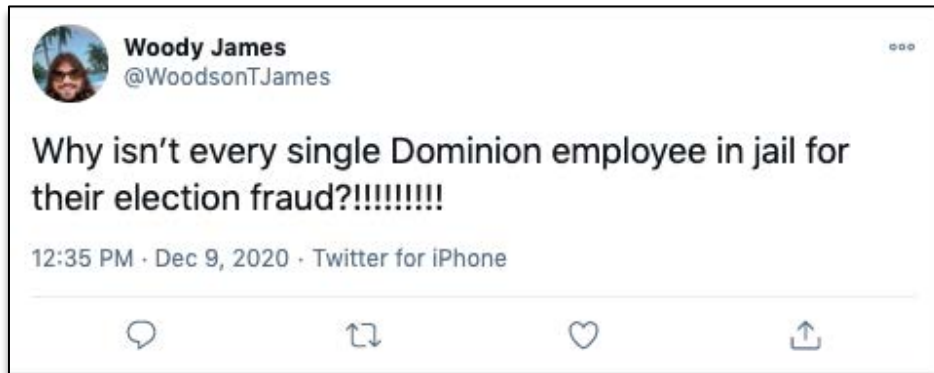 Woody James
@WoodsonTJames
Why isn’t every single Dominion employee in jail for
their election fraud?!!!!!!!!!
12:35 PM · Dec 9, 2020 · Twitter for iPhone